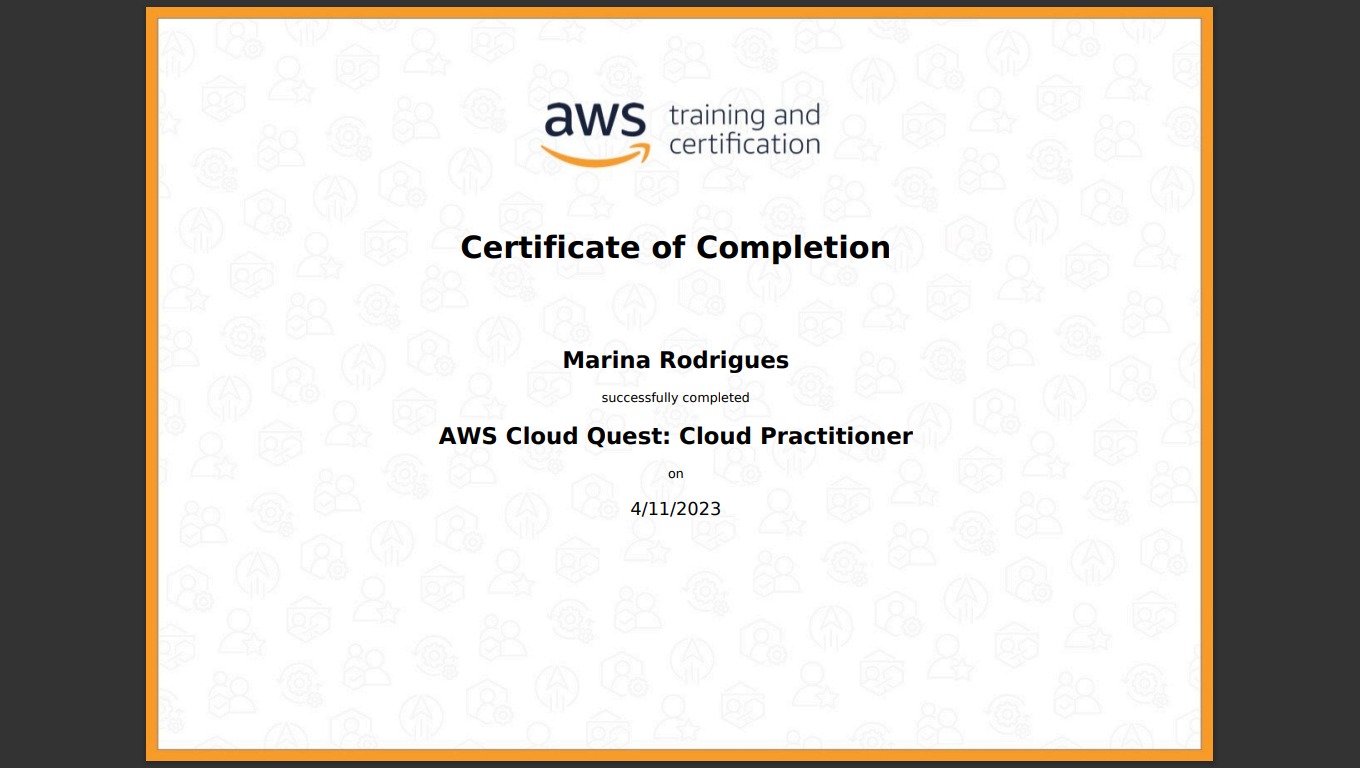 aws training and
certification
Certificate of Completion
Marina Rodrigues
successfully completed
AWS Cloud Quest: Cloud Practitioner
on
4/11/2023